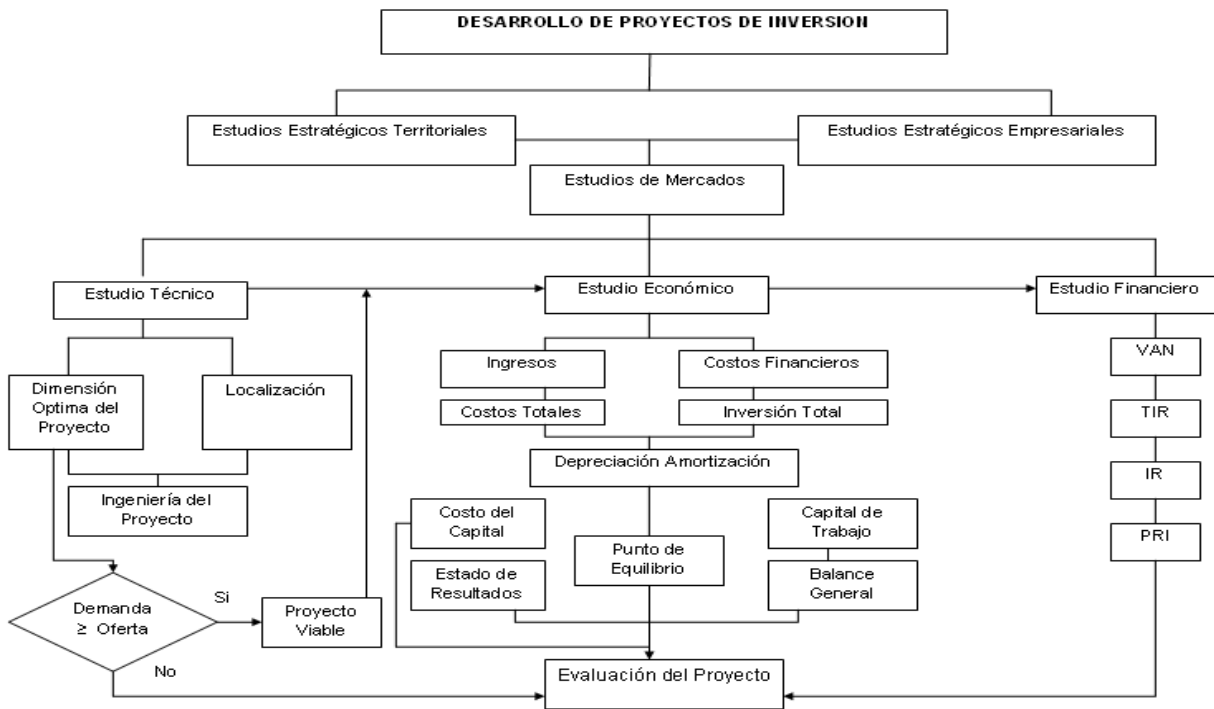 DESARROLLO DE PROYECTOS DE INVERSION
Estudios Estratégicos Territoriales
Estudios Estratégicos Empresariales
Estudios de Mercados
Estudio Técnico
Estudio Económico
Estudio Financiero
Dimensión
Optima del
Proyecto
Localización
Ingeniería del
Proyecto
Demanda
≥ Oferta
Si
No
Proyecto
Viable
Ingresos
Costos Financieros
Costos Totales
Inversión Total
Depreciación Amortización
Costo del
Capital
Capital de
Trabajo
Punto de
Equilibrio
Estado de
Resultados
Balance
General
Evaluación del Proyecto
VAN
TIR
IR
PRI